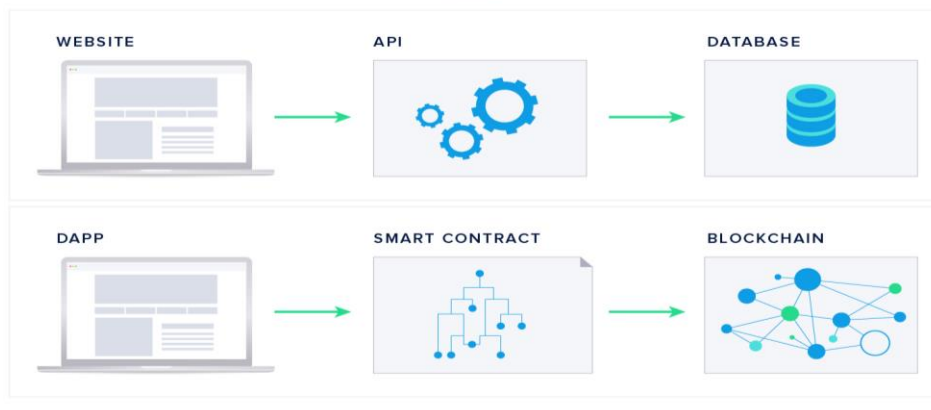 WEBSITE
API
DATABASE
DAPP
SMART CONTRACT
BLOCKCHAIN